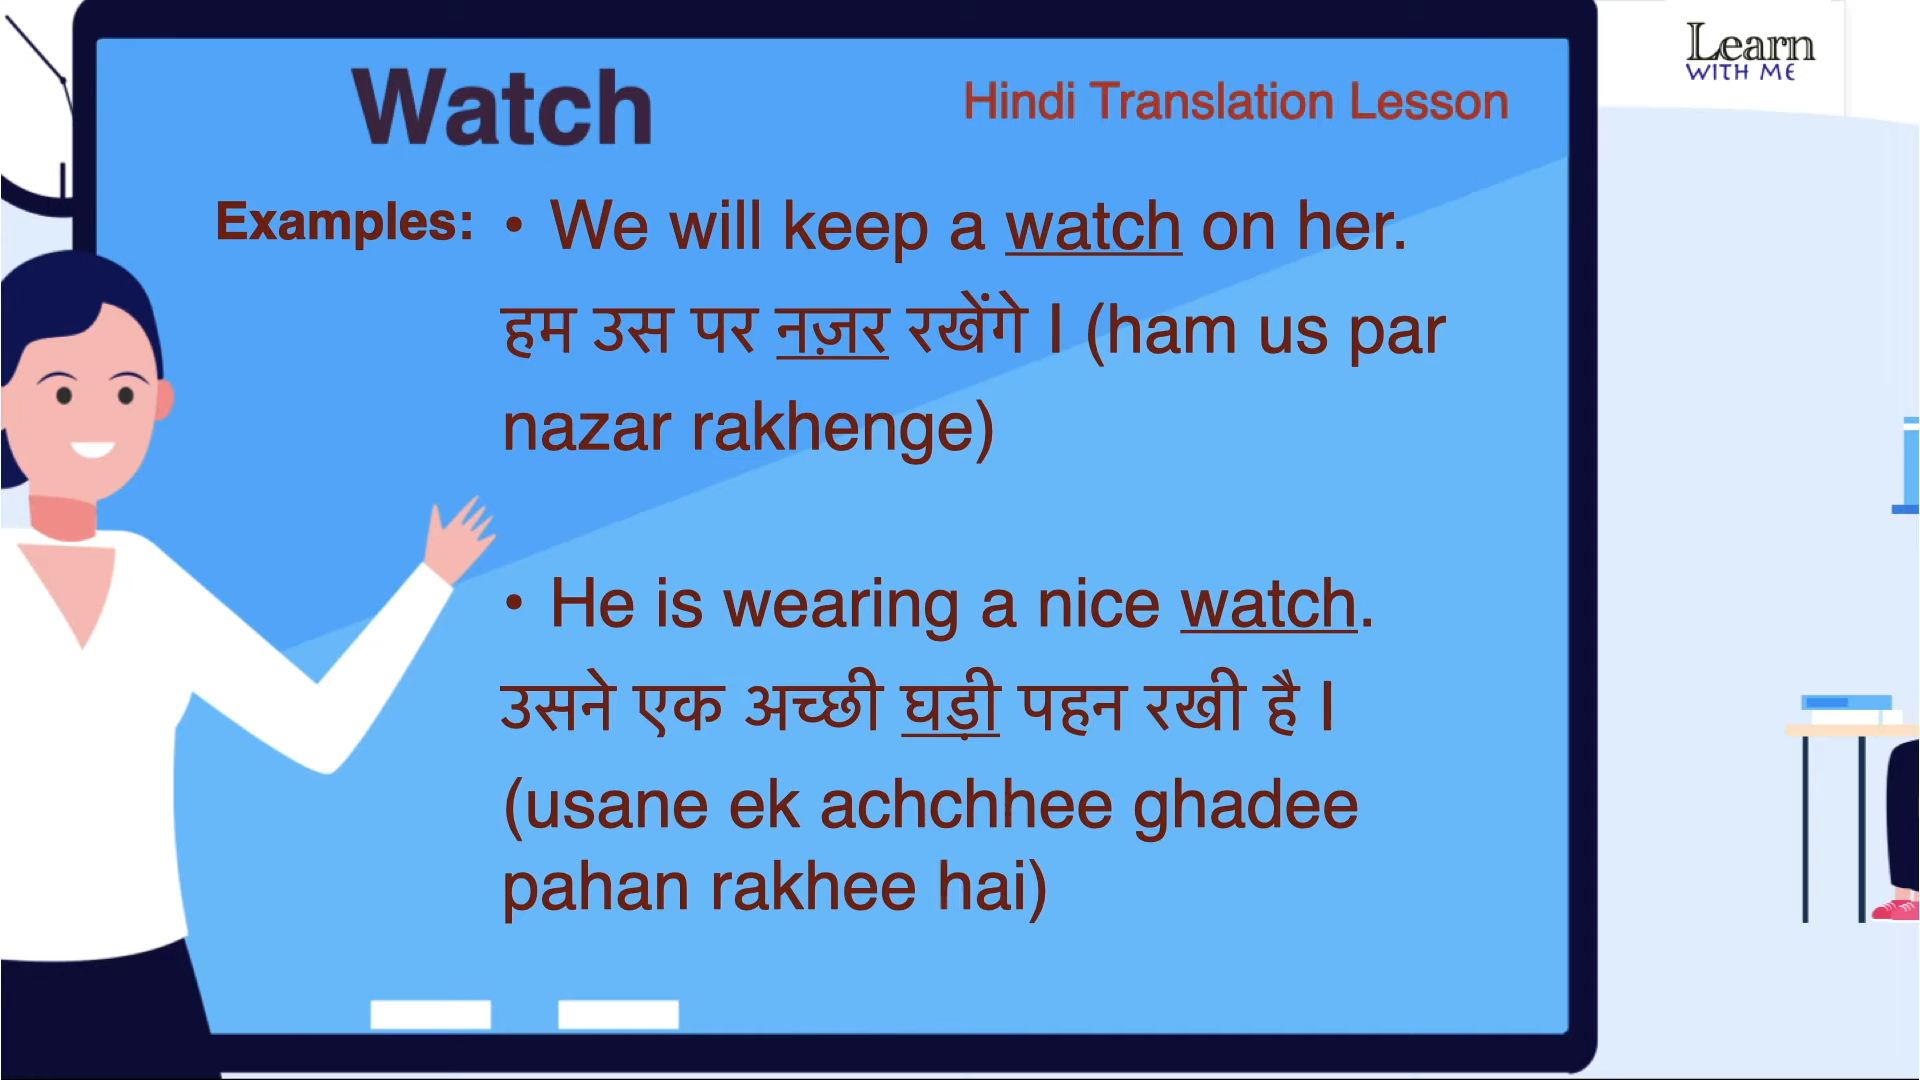 Learn
WITH ME
Watch
Hindi Translation Lesson
Examples:
• We will keep a watch on her.
हम उस पर नज़र रखेंगे I (ham us par
nazar rakhenge)
• He is wearing a nice watch.
उसने एक अच्छी घड़ी पहन रखी है I
(usane ek achchhee ghadee
pahan rakhee hai)